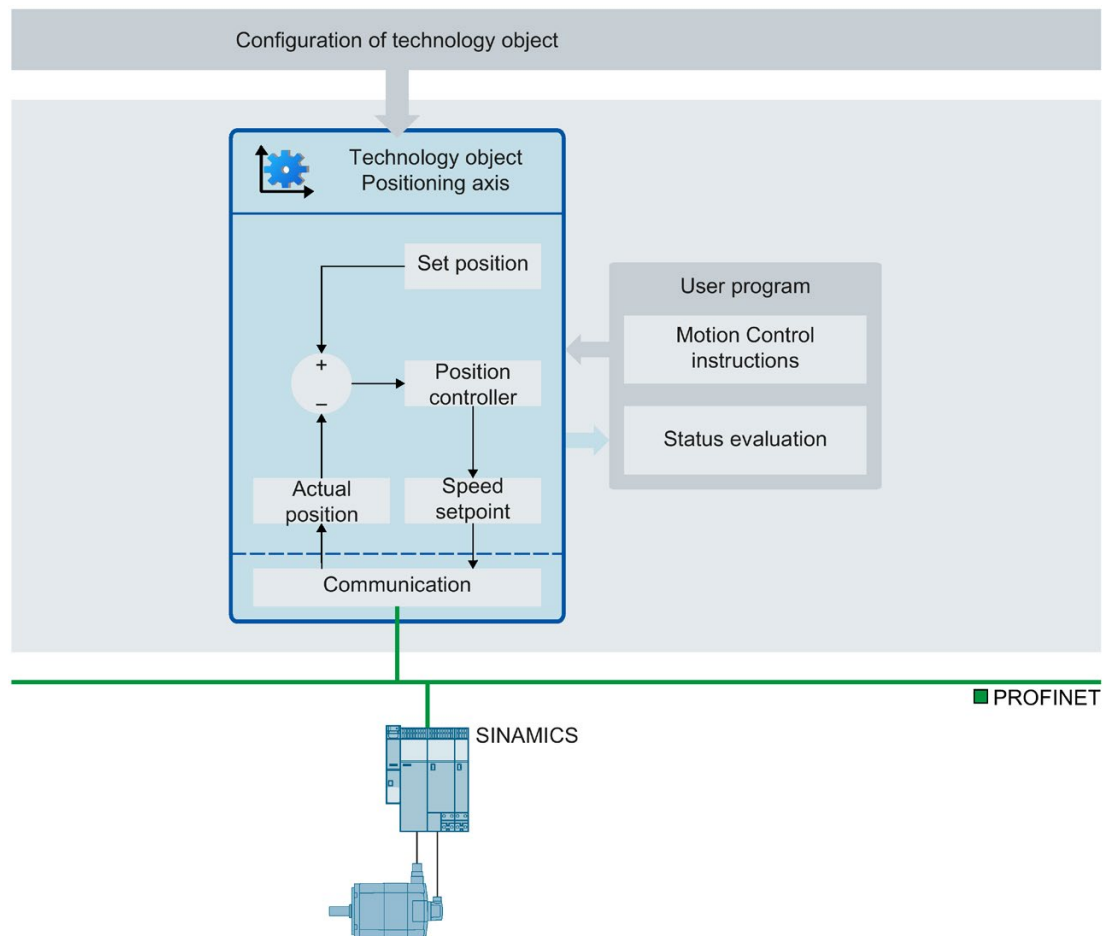 Configuration of technology object
Technology object
Positioning axis
Set position
User program
Motion Control
instructions
+
Position
controller
−
Status evaluation
Actual
position
Speed
setpoint
Communication
PROFINET
SINAMICS